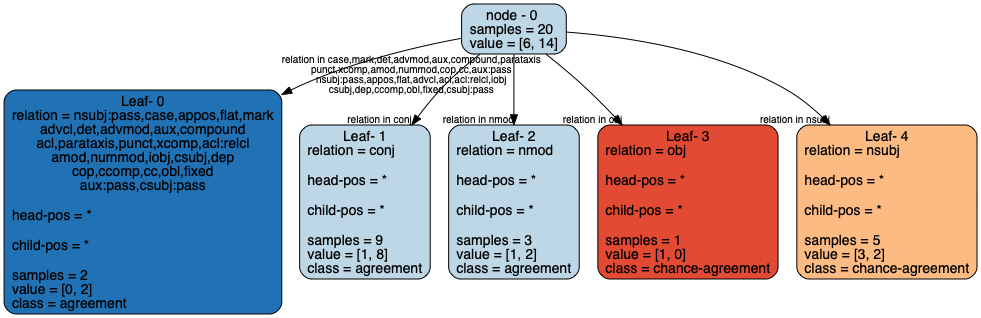 node - 0
samples = 20
value = [6, 14]
relation in case,mark,det,advmod,aux,compound,parataxis
punct,xcomp,amod,nummod,cop,cc,aux:pass
nsubj:pass,appos,flat,advcl,acl,acl:relcl,iobj
csubj,dep,ccomp,obl,fixed,csubj:pass
relation in conj
relation in nmod
relation in obj
relation in nsubj
Leaf- 0
relation = nsubj:pass,case,appos,flat,mark
advcl,det,advmod,aux,compound
acl,parataxis,punct,xcomp,acl:relcl
amod,nummod,iobj,csubj,dep
cop,ccomp,cc,obl,fixed
aux:pass,csubj:pass
head-pos = *
child-pos = *
samples = 2
value = [0, 2]
class = agreement
Leaf- 1
relation = conj
head-pos = *
child-pos = *
samples = 9
value = [1, 8]
class = agreement
Leaf- 2
relation = nmod
head-pos = *
child-pos = *
samples = 3
value = [1, 2]
class = agreement
Leaf- 3
relation = obj
head-pos = *
child-pos = *
samples = 1
value = [1, 0]
class = chance-agreement
Leaf- 4
relation = nsubj
head-pos = *
child-pos = *
samples = 5
value = [3, 2]
class = chance-agreement